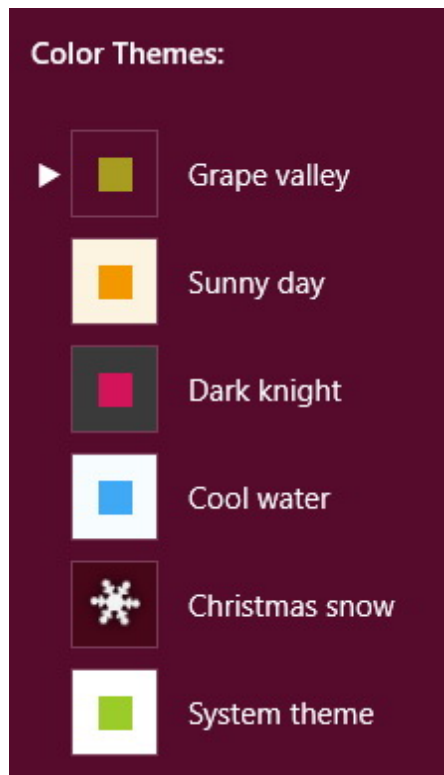 Color Themes:
Grape valley
Sunny day
Dark knight
Cool water
Christmas snow
System theme